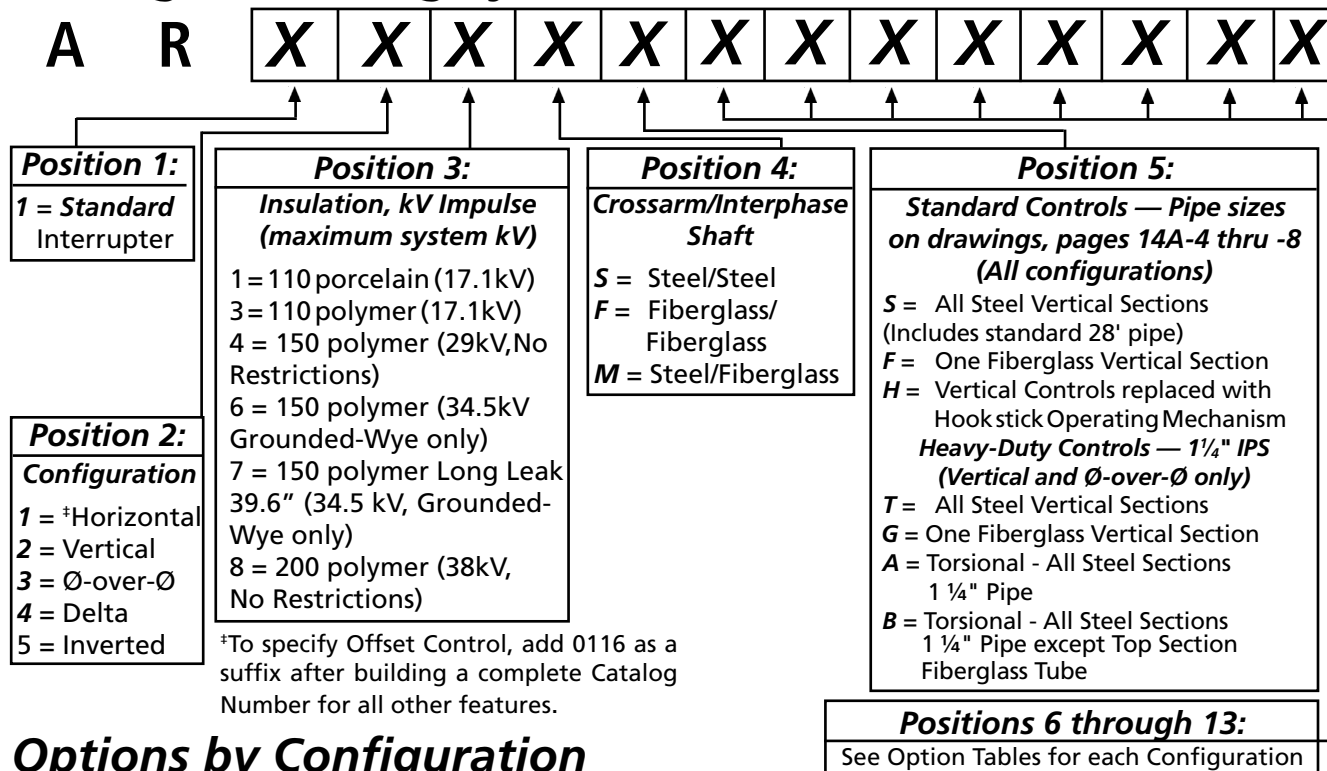 A R X X X X X X X X X X X X X
Position 1:
1 = Standard
Interrupter
Position 2:
Configuration
1 = ‡Horizontal
2 = Vertical
3 = Ø-over-Ø
4 = Delta
5 = Inverted
Position 3:
Insulation, kV Impulse
(maximum system kV)
1 = 110 porcelain (17.1kV)
3 = 110 polymer (17.1kV)
4 = 150 polymer (29kV,No
Restrictions)
6 = 150 polymer (34.5kV
Grounded-Wye only)
7 = 150 polymer Long Leak
39.6” (34.5 kV, Grounded-
Wye only)
8 = 200 polymer (38kV,
No Restrictions)
‡To specify Offset Control, add 0116 as a
suffix after building a complete Catalog
Number for all other features.
Position 4:
Crossarm/Interphase
Shaft
S = Steel/Steel
F = Fiberglass/
Fiberglass
M = Steel/Fiberglass
Position 5:
Standard Controls — Pipe sizes
on drawings, pages 14A-4 thru -8
(All configurations)
S = All Steel Vertical Sections
(Includes standard 28' pipe)
F = One Fiberglass Vertical Section
H = Vertical Controls replaced with
Hookstick Operating Mechanism
Heavy-Duty Controls — 1¼" IPS
(Vertical and Ø-over-Ø only)
T = All Steel Vertical Sections
G = One Fiberglass Vertical Section
A = Torsional - All Steel Sections
1 ¼" Pipe
B = Torsional - All Steel Sections
1 ¼" Pipe except Top Section
Fiberglass Tube
Positions 6 through 13:
See Option Tables for each Configuration
Options by Configuration